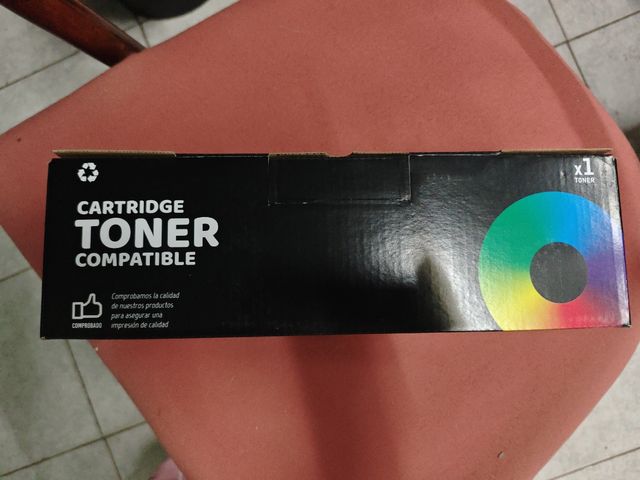 CARTRIDGE
TONER
COMPATIBLE
x1
TONER
COMPROBADO
Comprobamos la calidad
de nuestros productos
para asegurar una
impresión de calidad